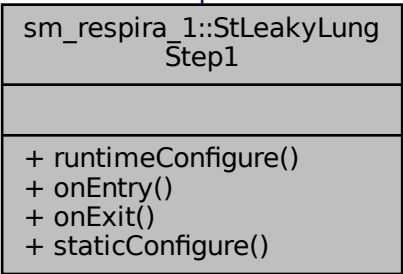 sm_respira_1::StLeakyLung
Step1
+ runtimeConfigure()
+ onEntry()
+ onExit()
+ staticConfigure()